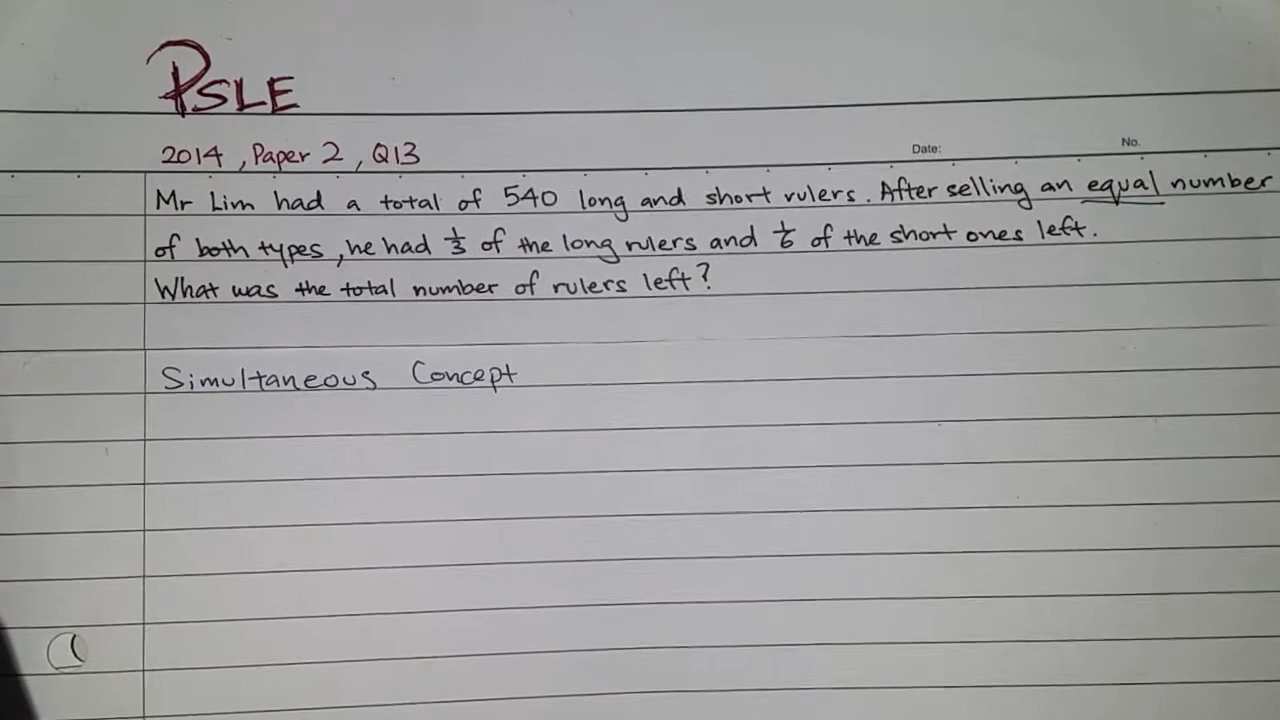 PSLE
2014, Paper 2, Q13
Date:
No.
Mr Lim had a total of 540 long and short rulers. After selling an equal number
of both types, he had 1/3 of the long rulers and 1/6 of the short ones left.
What was the total number of rulers left?
Simultaneous Concept